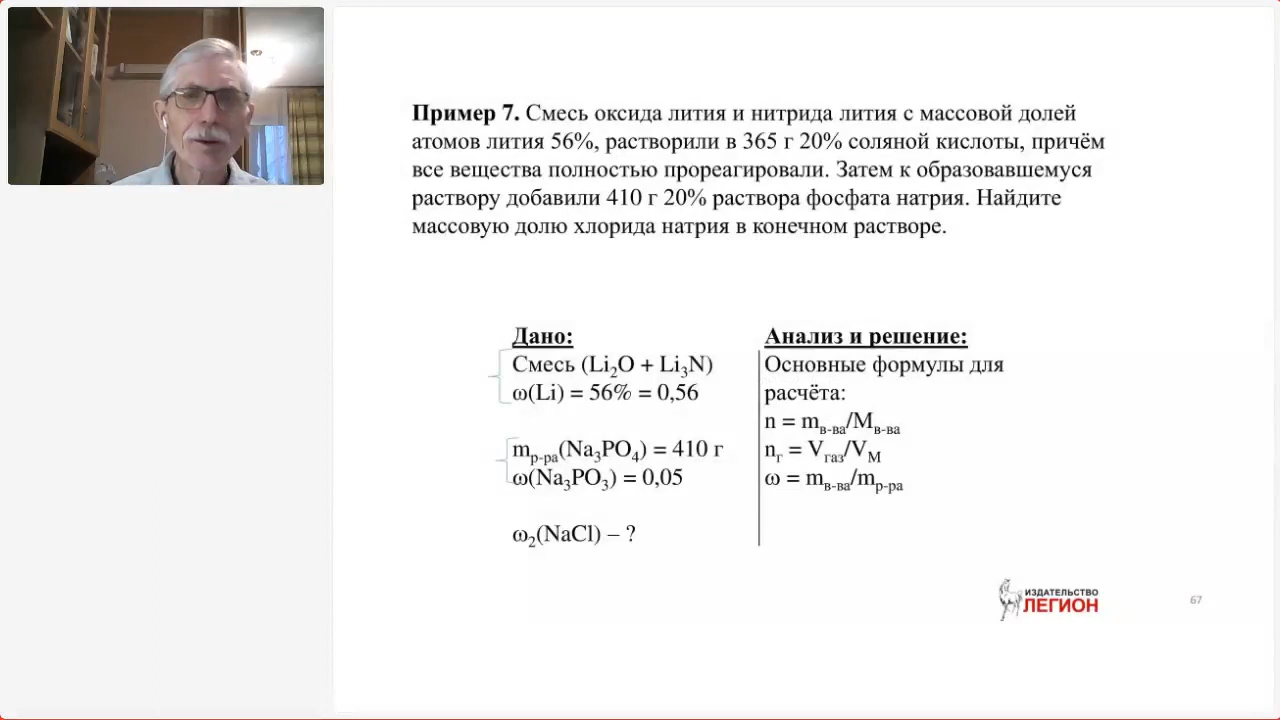 Пример 7. Смесь оксида лития и нитрида лития с массовой долей
атомов лития 56%, растворили в 365 г 20% соляной кислоты, причём
все вещества полностью прореагировали. Затем к образовавшемуся
раствору добавили 410 г 20% раствора фосфата натрия. Найдите
массовую долю хлорида натрия в конечном растворе.
Дано:
Смесь (Li₂O + Li₃N)
ω(Li) = 56% = 0,56
mр-ра(Na₃PO₄) = 410 г
ω(Na₃PO₃) = 0,05
ω₂(NaCl) – ?
Анализ и решение:
Основные формулы для
расчёта:
n = mв-ва/Mв-ва
nг = Vгаз/VМ
ω = mв-ва/mр-ра
ИЗДАТЕЛЬСТВО
ЛЕГИОН
67